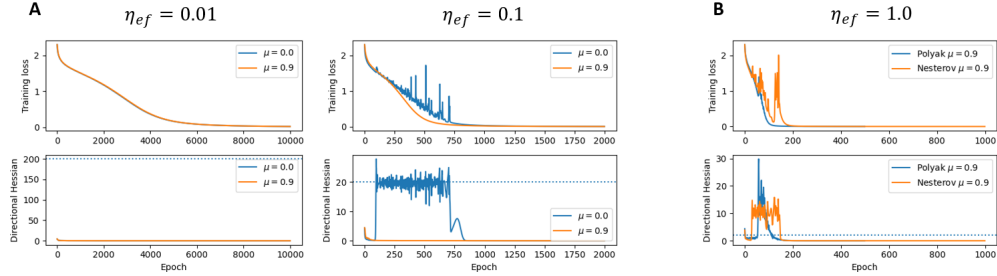 A
η_ef = 0.01
η_ef = 0.1
B
η_ef = 1.0
Training loss
2
1
0
μ = 0.0
μ = 0.9
0 2000 4000 6000 8000 10000
Training loss
2
1
0
μ = 0.0
μ = 0.9
0 250 500 750 1000 1250 1500 1750 2000
Training loss
2
1
0
Polyak μ = 0.9
Nesterov μ = 0.9
0 200 400 600 800 1000
Directional Hessian
200
150
100
50
0
μ = 0.0
μ = 0.9
0 2000 4000 6000 8000 10000
Epoch
Directional Hessian
20
10
0
μ = 0.0
μ = 0.9
0 250 500 750 1000 1250 1500 1750 2000
Epoch
Directional Hessian
30
20
10
0
Polyak μ = 0.9
Nesterov μ = 0.9
0 200 400 600 800 1000
Epoch